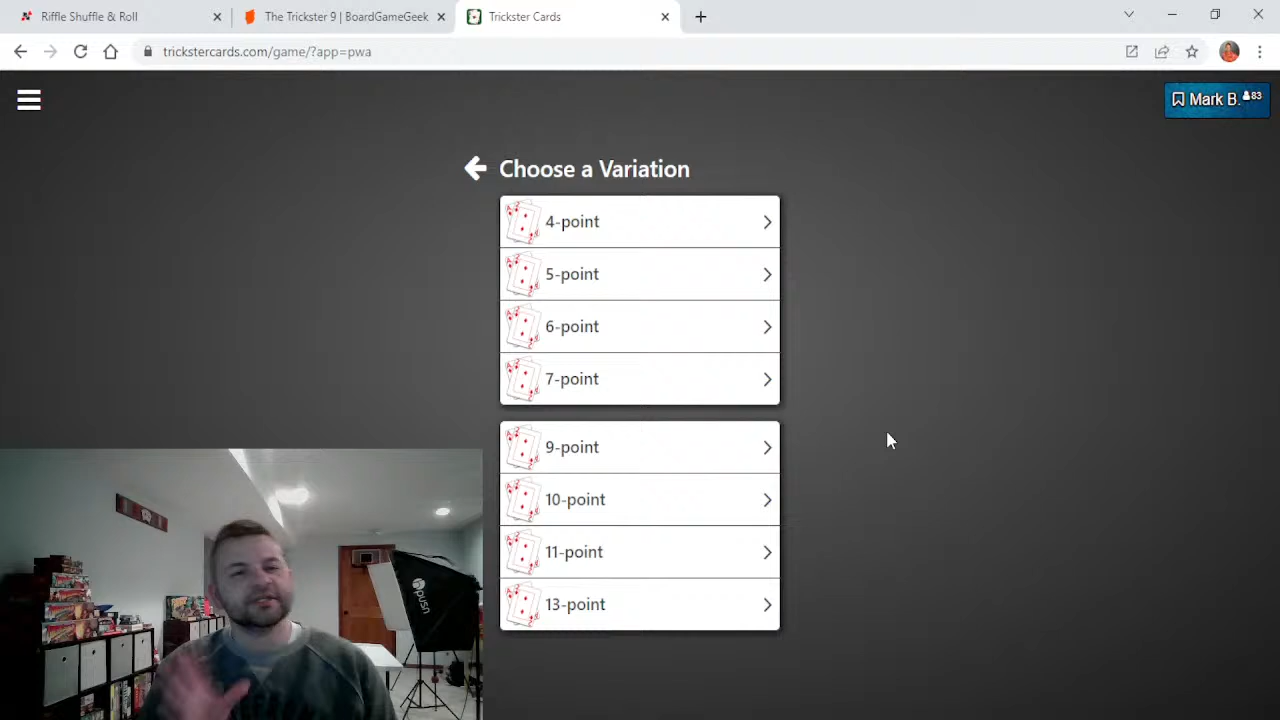 Riffle Shuffle & Roll
The Trickster 9 | BoardGameGeek
Trickster Cards
trickstercards.com/game/?app=pwa
Mark B. 83
Choose a Variation
4-point
5-point
6-point
7-point
9-point
10-point
11-point
13-point
PUSN